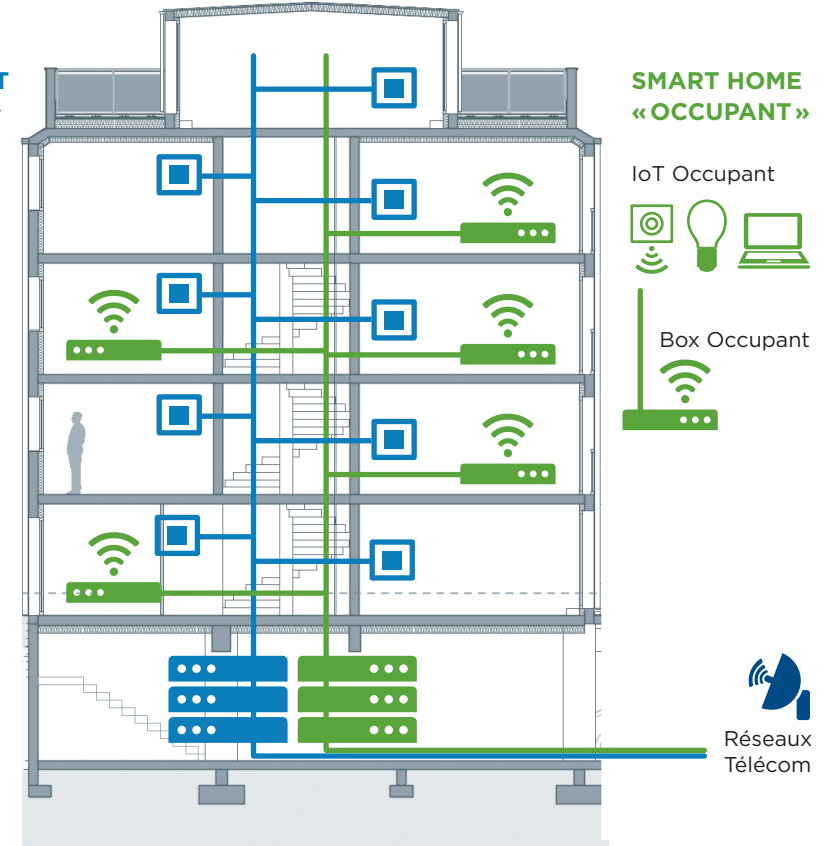 SMART HOME
« OCCUPANT »
IoT Occupant
Box Occupant
Réseaux
Télécom